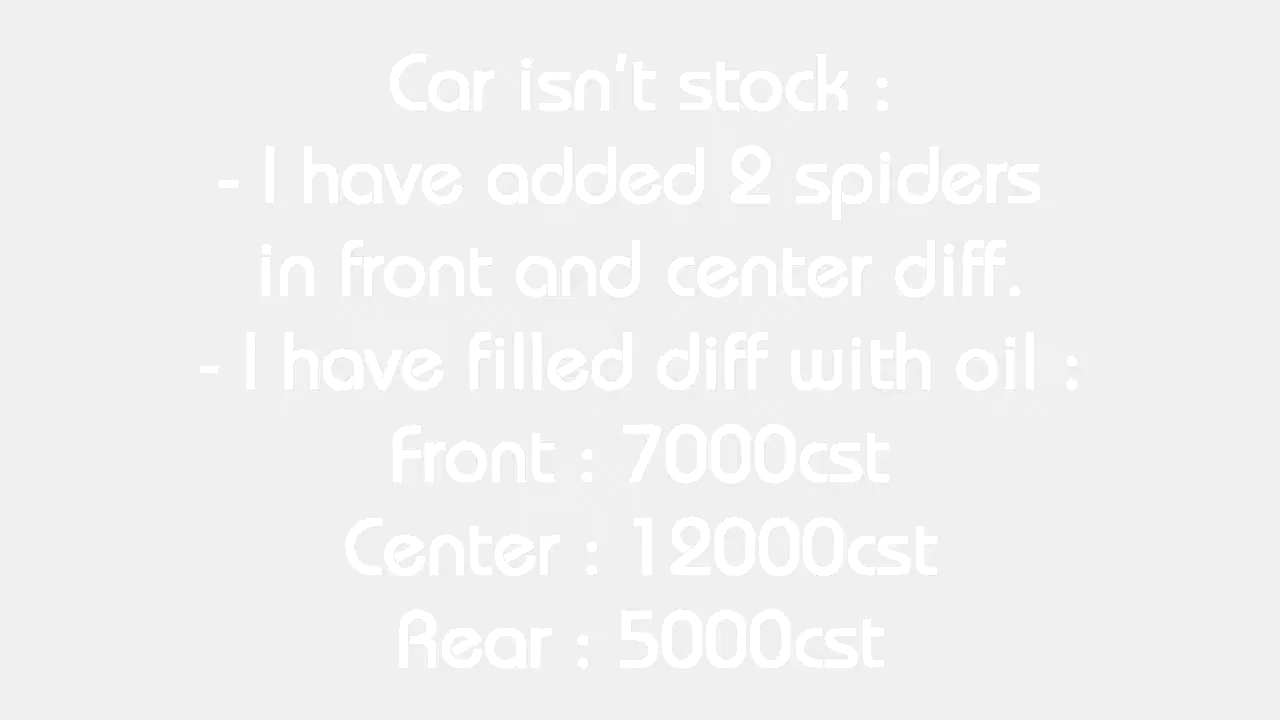 Car isn't stock :
- I have added 2 spiders
in front and center diff.
- I have filled diff with oil :
Front : 7000cst
Center : 12000cst
Rear : 5000cst